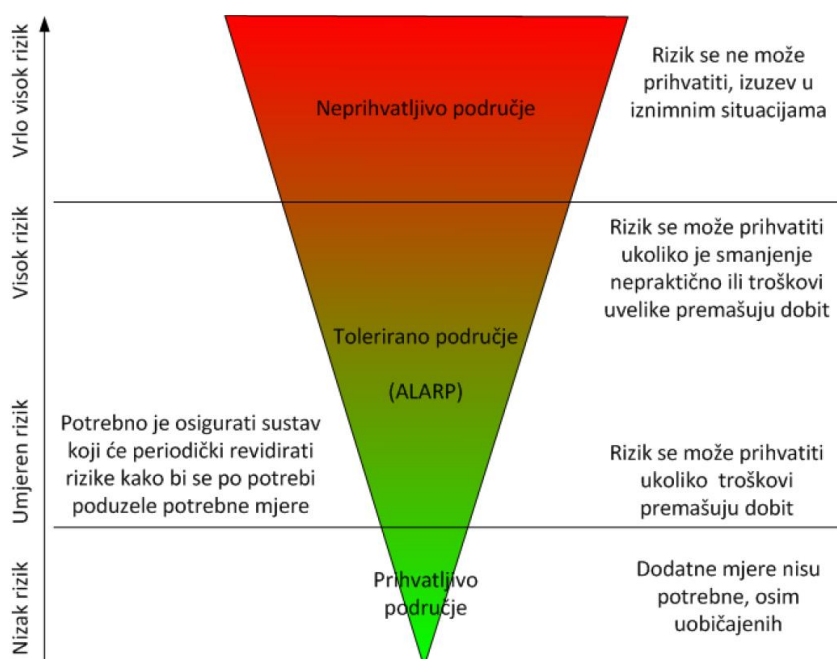 Vrlo visok rizik
Neprihvatljivo područje
Rizik se ne može
prihvatiti, izuzev u
iznimnim situacijama
Visok rizik
Rizik se može prihvatiti
ukoliko je smanjenje
nepraktično ili troškovi
uvelike premašuju dobit
Tolerirano područje
(ALARP)
Umjeren rizik
Potrebno je osigurati sustav
koji će periodički revidirati
rizike kako bi se po potrebi
poduzele potrebne mjere
Rizik se može prihvatiti
ukoliko troškovi
premašuju dobit
Nizak rizik
Prihvatljivo
područje
Dodatne mjere nisu
potrebne, osim
uobičajenih